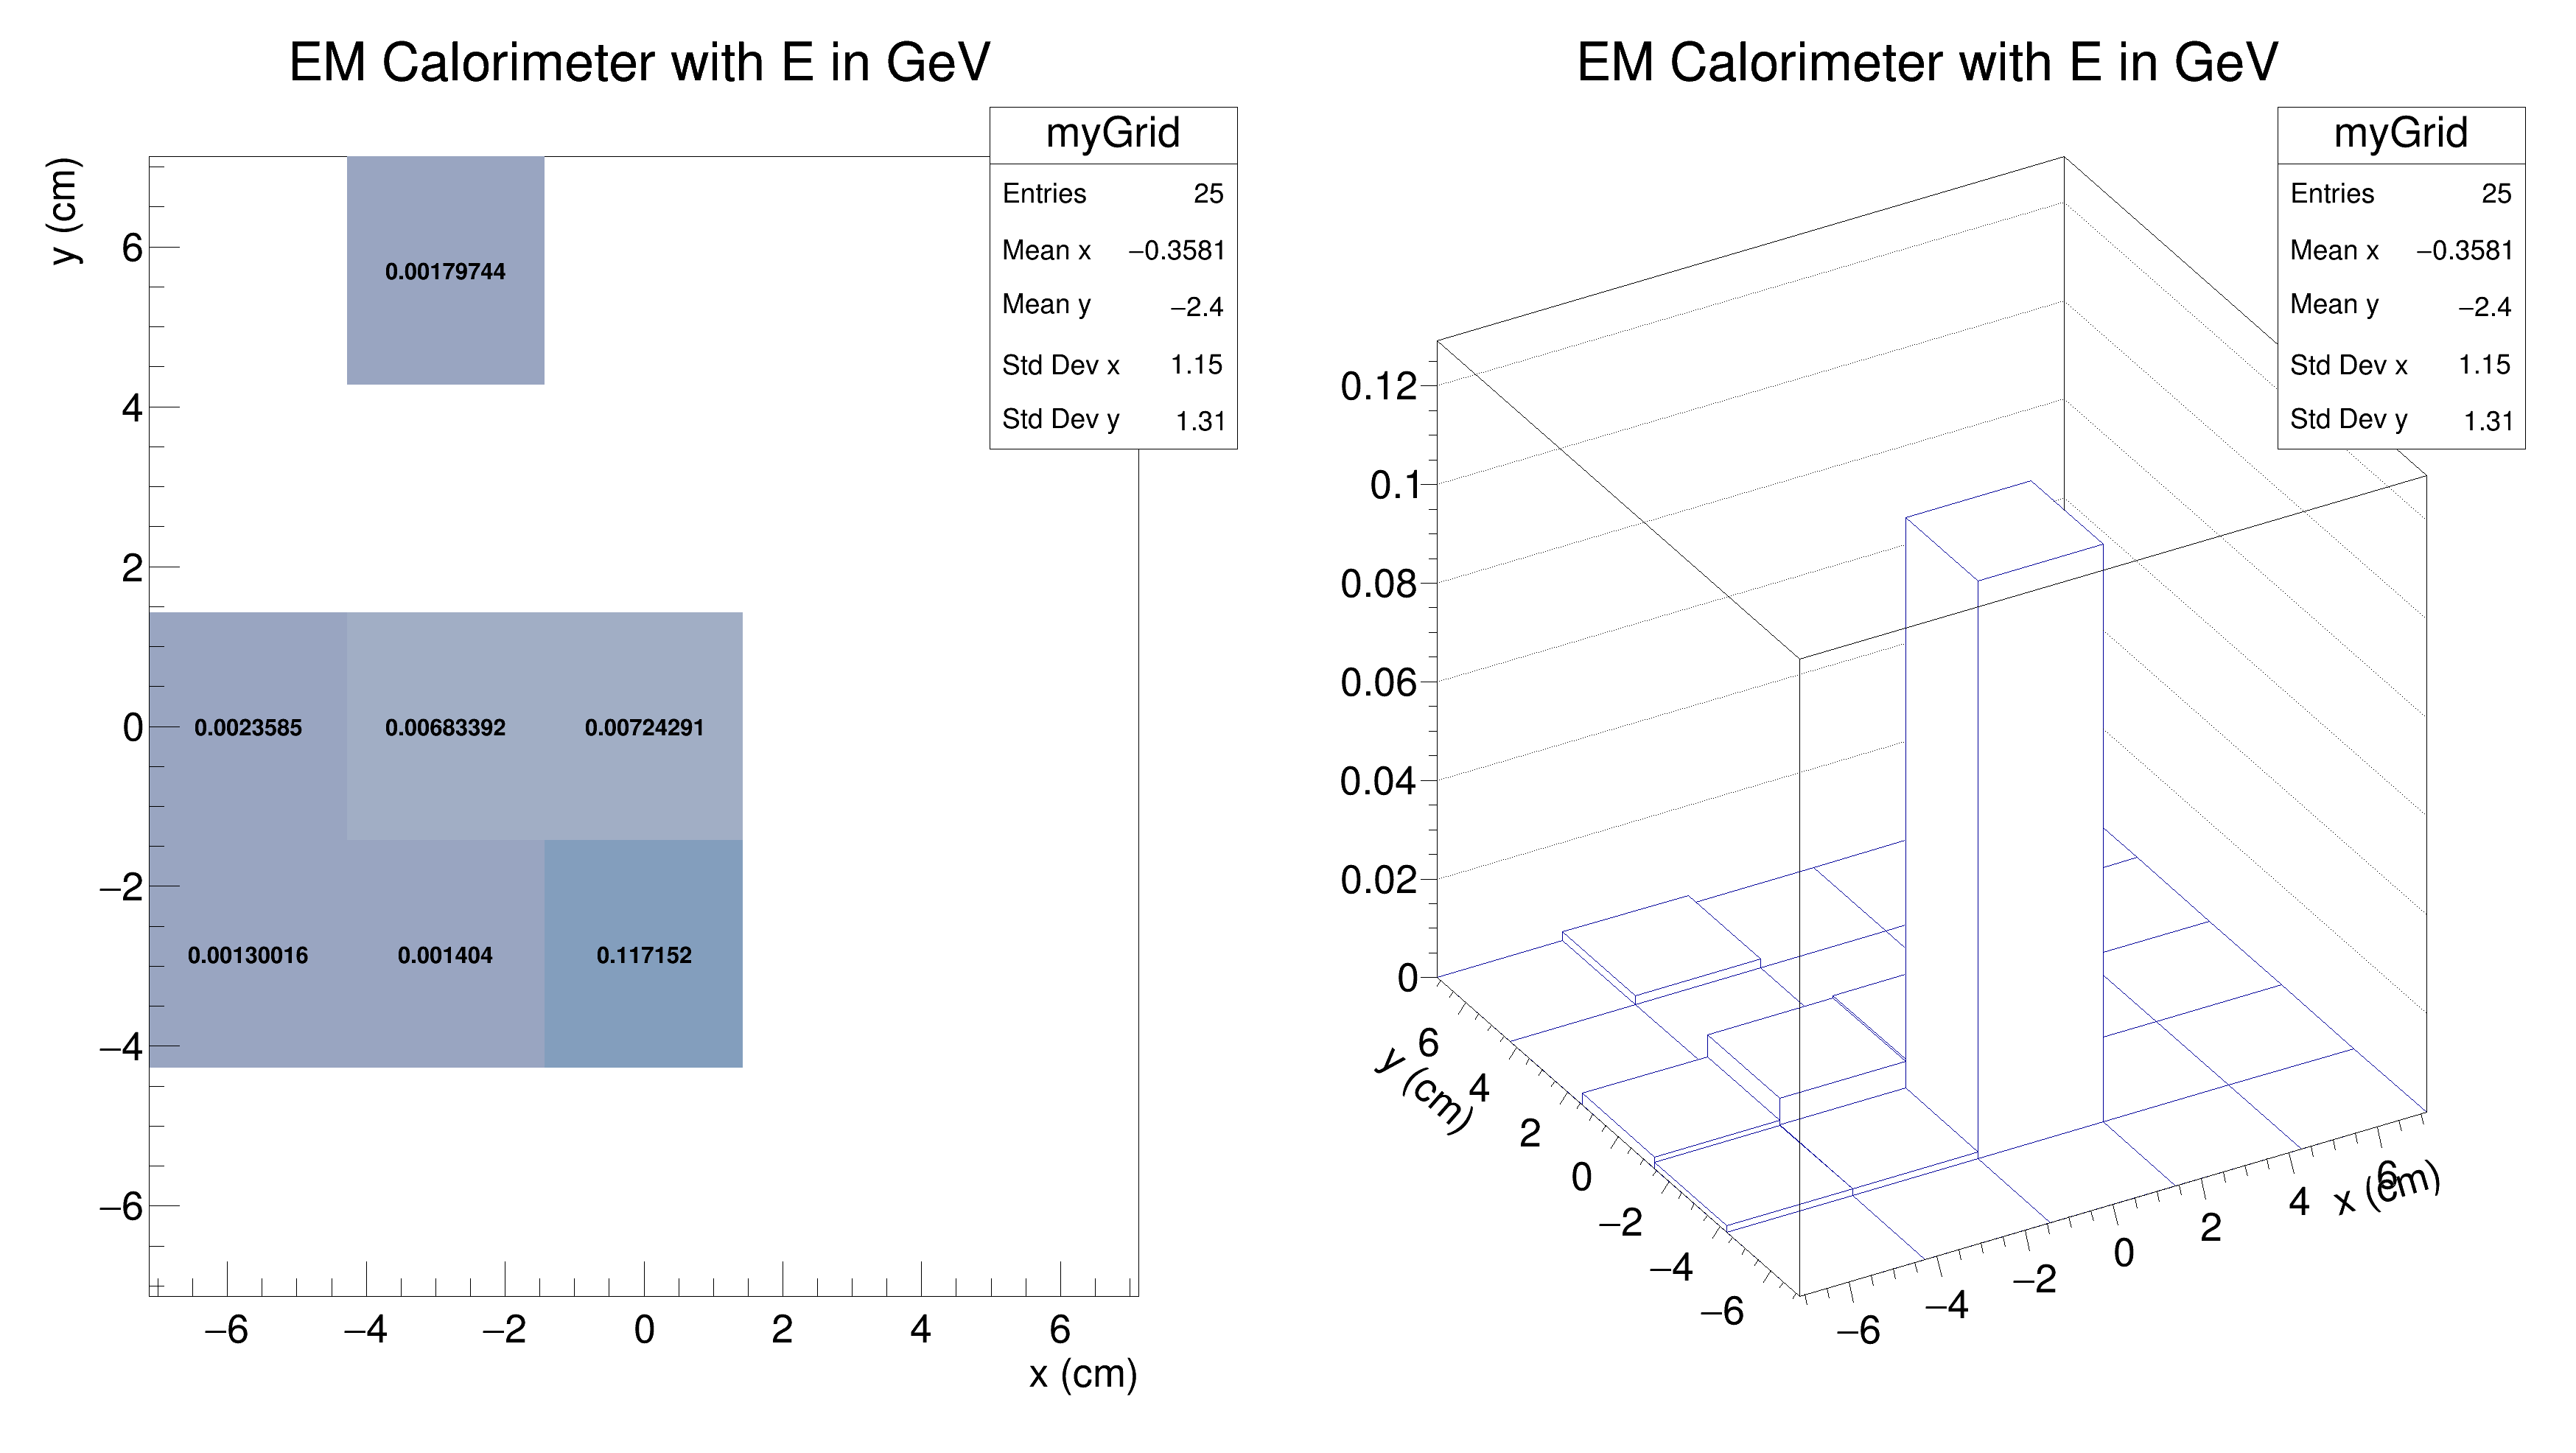 EM Calorimeter with E in GeV
myGrid
Entries 25
Mean x −0.3581
Mean y −2.4
Std Dev x 1.15
Std Dev y 1.31
y (cm)
6
4
2
0
−2
−4
−6
0.00179744
0.0023585 0.00683392 0.00724291
0.00130016 0.001404 0.117152
−6 −4 −2 0 2 4 6
x (cm)
EM Calorimeter with E in GeV
myGrid
Entries 25
Mean x −0.3581
Mean y −2.4
Std Dev x 1.15
Std Dev y 1.31
0.12
0.1
0.08
0.06
0.04
0.02
0
y (cm)
6
4
2
0
−2
−4
−6
−6 −4 −2 0 2 4 6
x (cm)